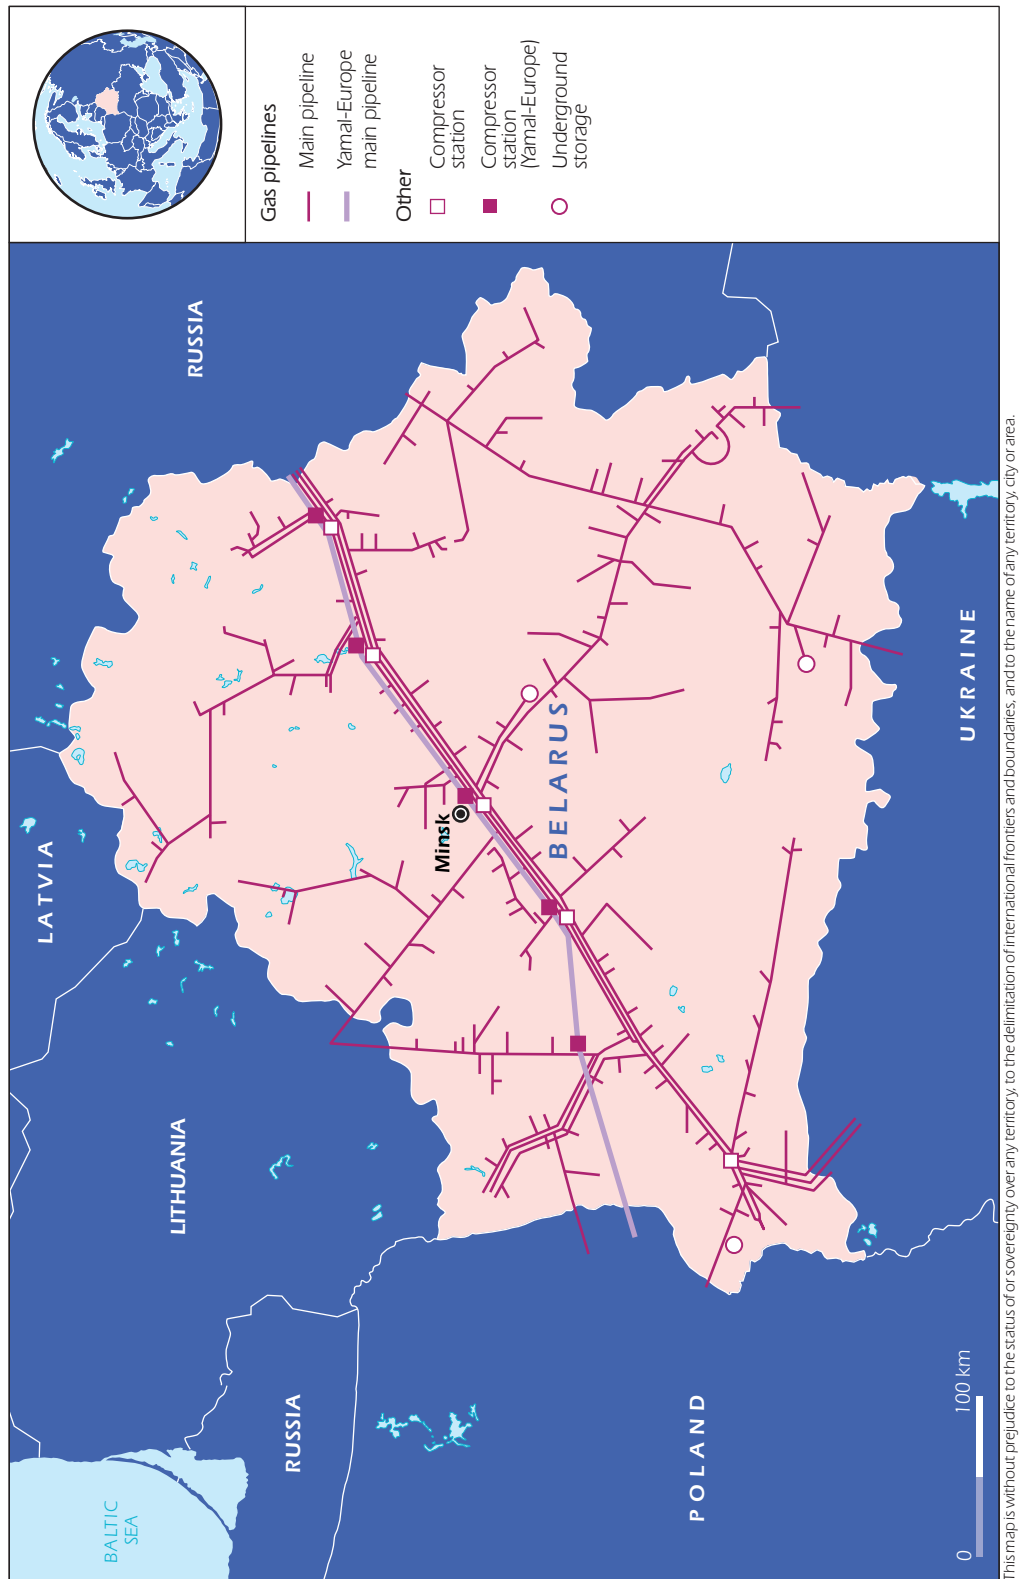 Gas pipelines
Main pipeline
Yamal-Europe
main pipeline
Other
Compressor
station
Compressor
station
(Yamal-Europe)
Underground
storage
RUSSIA
LATVIA
LITHUANIA
RUSSIA
BALTIC
SEA
Minsk
BELARUS
POLAND
UKRAINE
0
100 km
This map is without prejudice to the status of or sovereignty over any territory, to the delimitation of international frontiers and boundaries, and to the name of any territory, city or area.